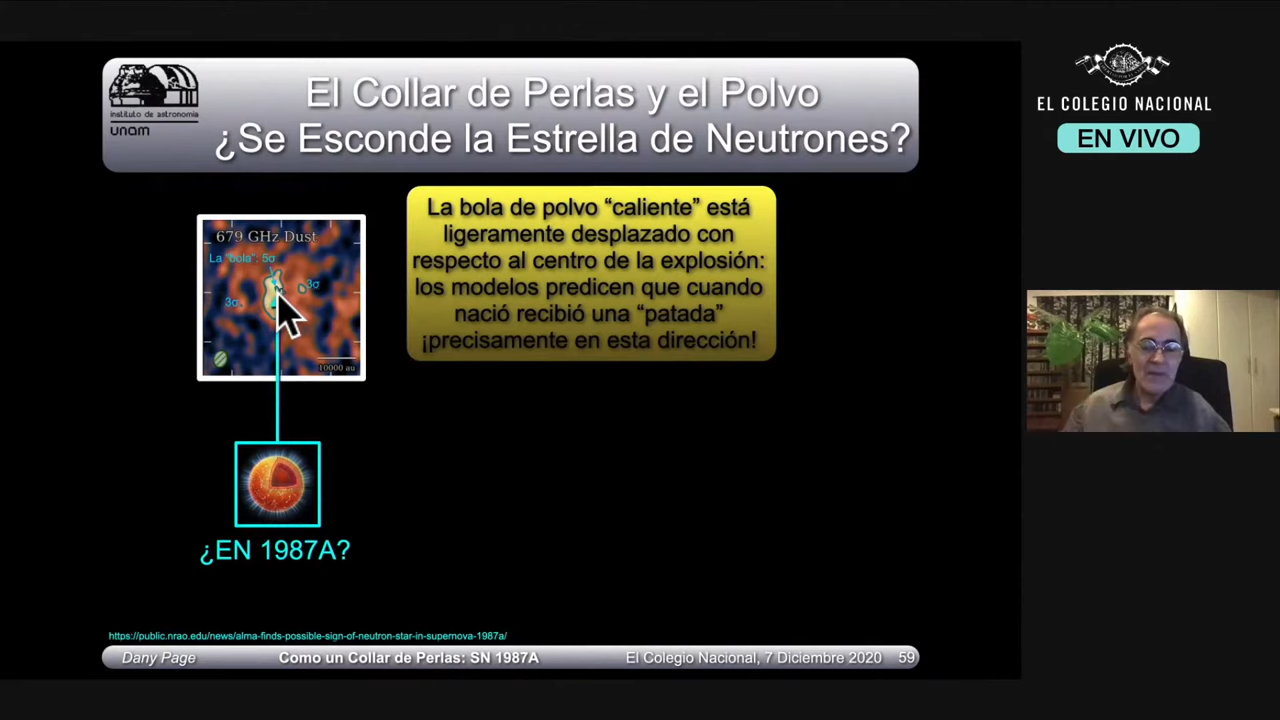 El Collar de Perlas y el Polvo
¿Se Esconde la Estrella de Neutrones?
instituto de astronomía
unam
EL COLEGIO NACIONAL
EN VIVO
679 GHz Dust
La "bola": 5σ
3σ
3σ
10000 au
La bola de polvo “caliente” está
ligeramente desplazado con
respecto al centro de la explosión:
los modelos predicen que cuando
nació recibió una “patada”
¡precisamente en esta dirección!
¿EN 1987A?
https://public.nrao.edu/news/alma-finds-possible-sign-of-neutron-star-in-supernova-1987a/
Dany Page
Como un Collar de Perlas: SN 1987A
El Colegio Nacional, 7 Diciembre 2020
59